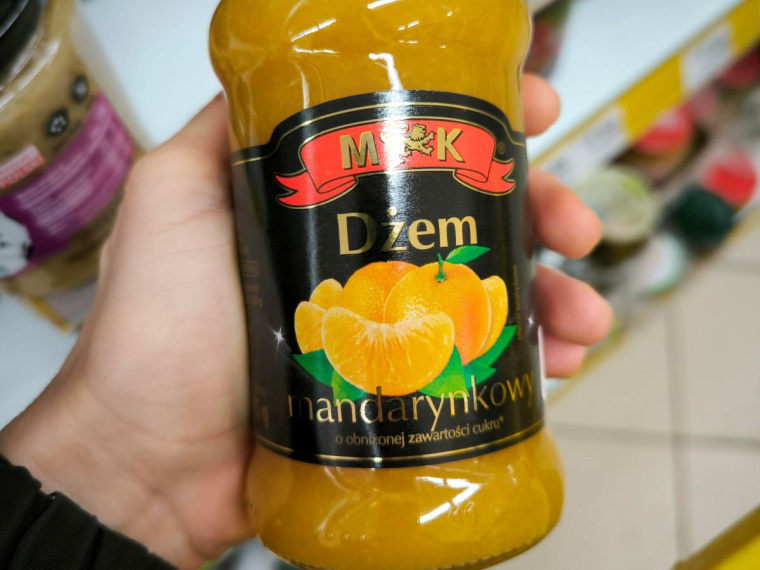 M K
Dżem
mandarynkowy
o obniżonej zawartości cukru*